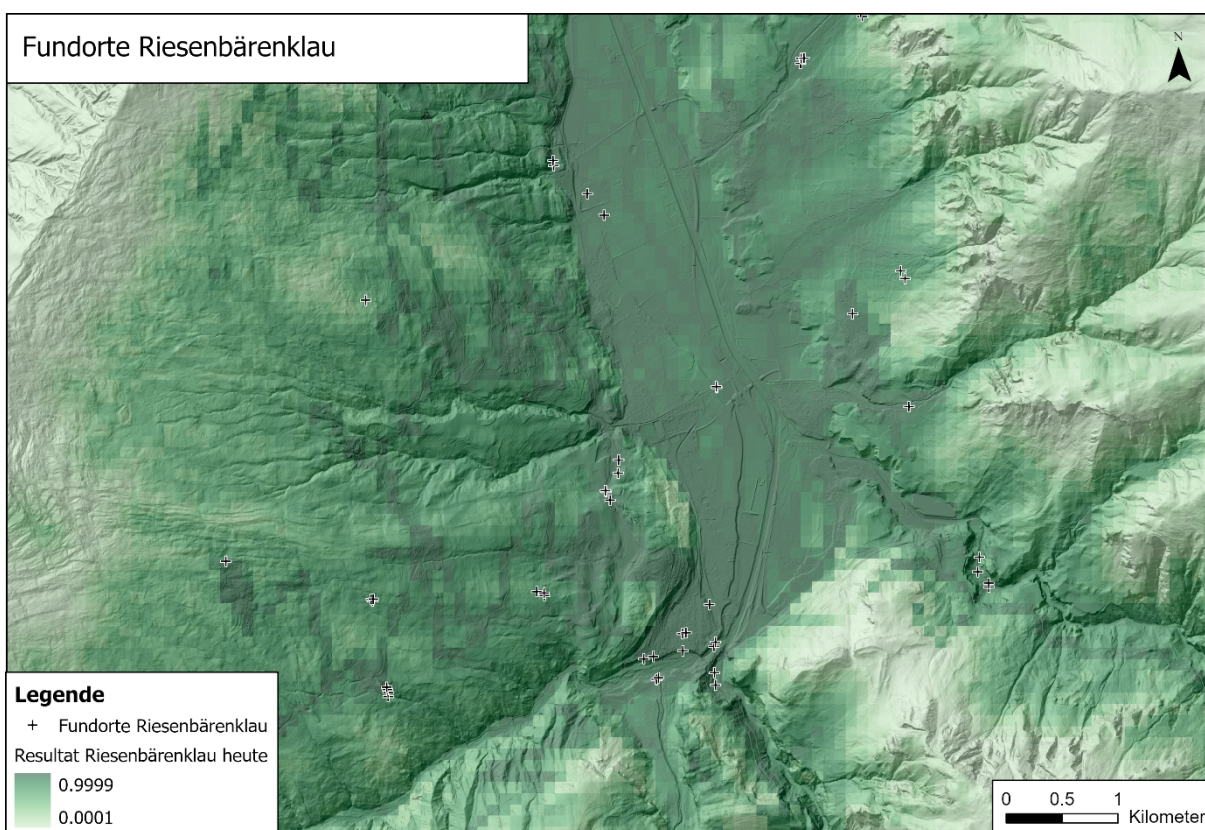 Fundorte Riesenbärenklau
N
Legende
+ Fundorte Riesenbärenklau
Resultat Riesenbärenklau heute
0.9999
0.0001
0 0.5 1
Kilometer